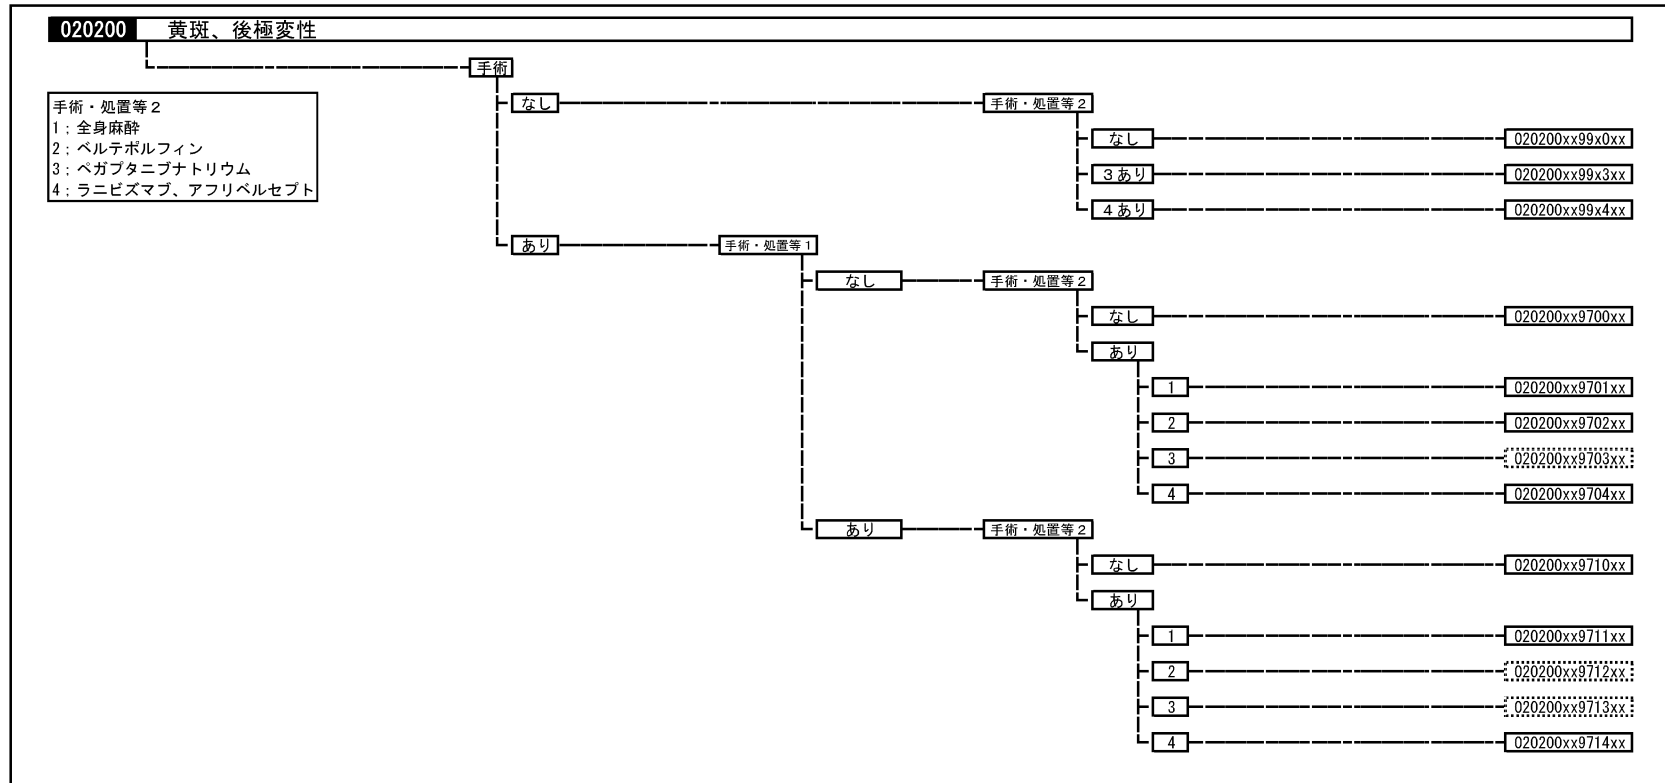 020200 黄斑、後極変性
手術
手術・処置等2
1；全身麻酔
2；ベルテポルフィン
3；ペガプタニブナトリウム
4；ラニビズマブ、アフリベルセプト
なし 手術・処置等2
なし 020200xx99x0xx
3あり 020200xx99x3xx
4あり 020200xx99x4xx
あり 手術・処置等1
なし 手術・処置等2
なし 020200xx9700xx
あり
1 020200xx9701xx
2 020200xx9702xx
3 020200xx9703xx
4 020200xx9704xx
あり 手術・処置等2
なし 020200xx9710xx
あり
1 020200xx9711xx
2 020200xx9712xx
3 020200xx9713xx
4 020200xx9714xx